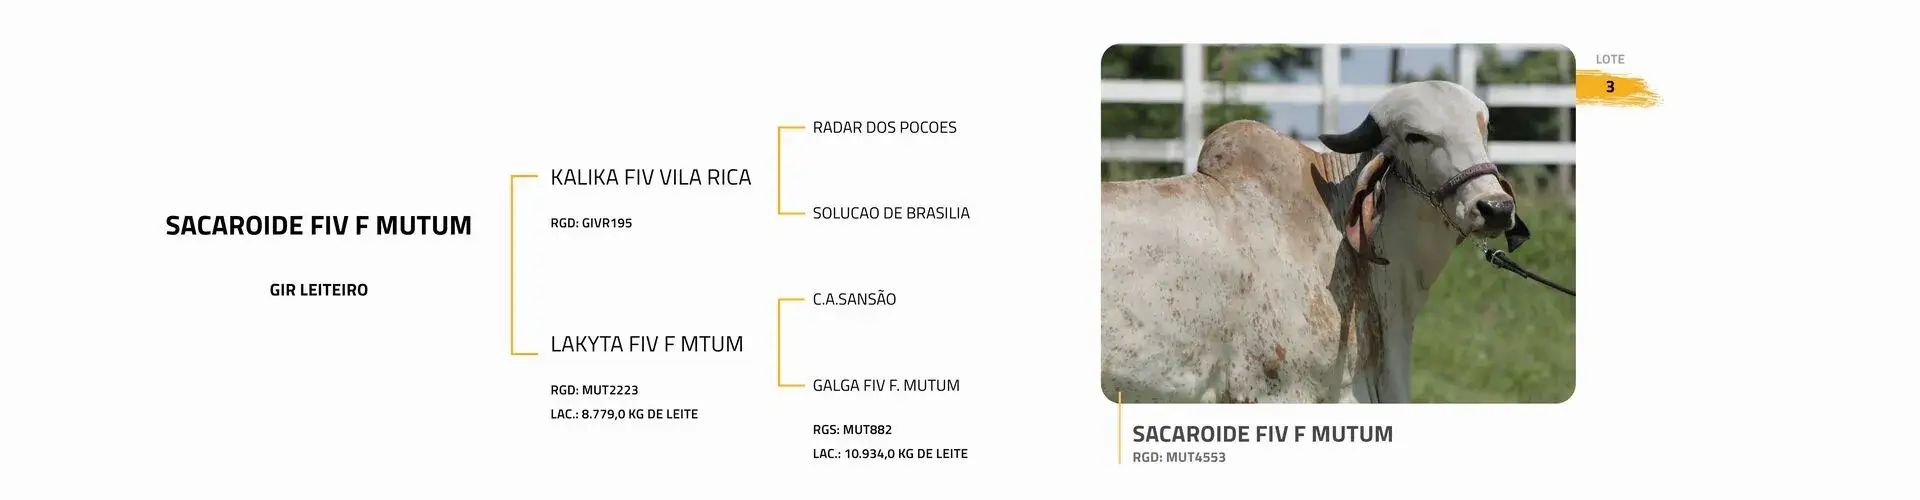 SACAROIDE FIV F MUTUM
GIR LEITEIRO
KALIKA FIV VILA RICA
RGD: GIVR195
LAKYTA FIV F MTUM
RGD: MUT2223
LAC.: 8.779,0 KG DE LEITE
RADAR DOS POCOES
SOLUCAO DE BRASILIA
C.A.SANSÃO
GALGA FIV F. MUTUM
RGS: MUT882
LAC.: 10.934,0 KG DE LEITE
LOTE
3
SACAROIDE FIV F MUTUM
RGD: MUT4553